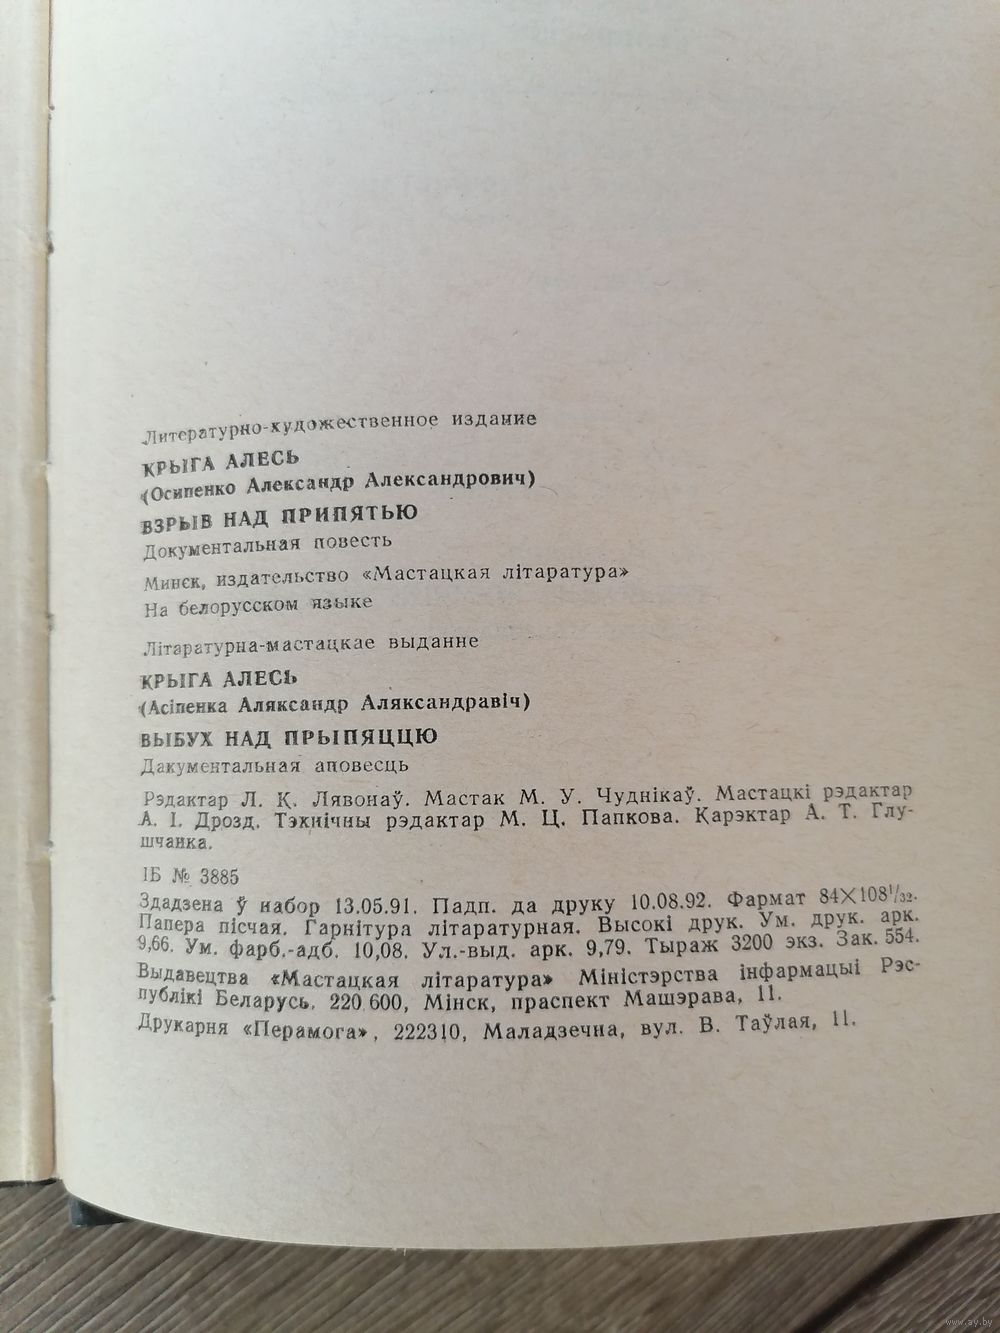 Литературно-художественное издание
КРЫГА АЛЕСЬ
(Осипенко Александр Александрович)
ВЗРЫВ НАД ПРИПЯТЬЮ
Документальная повесть
Минск, издательство «Мастацкая літаратура»
На белорусском языке
Літаратурна-мастацкае выданне
КРЫГА АЛЕСЬ
(Асіпенка Аляксандр Аляксандравіч)
ВЫБУХ НАД ПРЫПЯЦЦЮ
Дакументальная аповесць
Рэдактар Л. К. Лявонаў. Мастак М. У. Чуднікаў. Мастацкі рэдактар
А. І. Дрозд. Тэхнічны рэдактар М. Ц. Папкова. Карэктар А. Т. Глу-
шчанка.
ІБ № 3885
Здадзена ў набор 13.05.91. Падп. да друку 10.08.92. Фармат 84×108¹/₃₂.
Папера пісчая. Гарнітура літаратурная. Высокі друк. Ум. друк. арк.
9,66. Ум. фарб.-адб. 10,08. Ул.-выд. арк. 9,79. Тыраж 3200 экз. Зак. 554.
Выдавецтва «Мастацкая літаратура» Міністэрства інфармацыі Рэс-
публікі Беларусь. 220 600, Мінск, праспект Машэрава, 11.
Друкарня «Перамога», 222310, Маладзечна, вул. В. Таўлая, 11.
www.ay.by